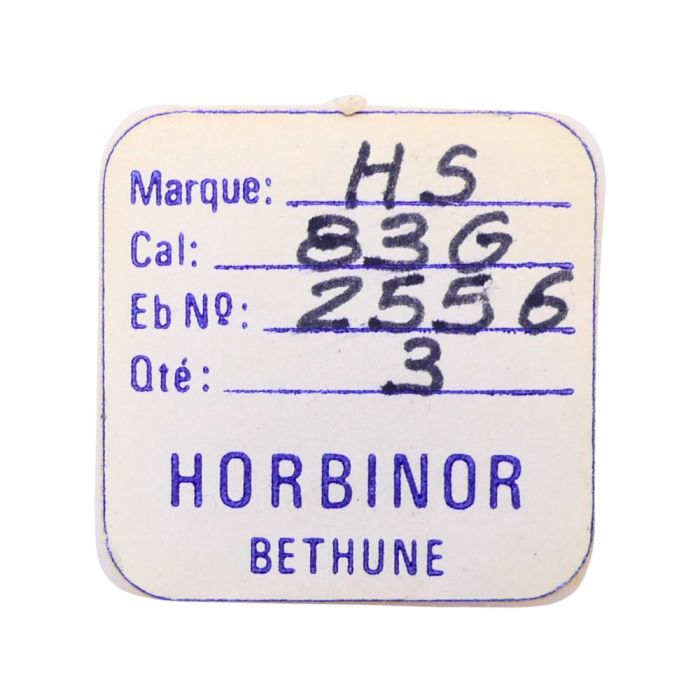 Marque: HS
Cal: 83G
Eb Nº: 2556
Qté: 3
HORBINOR
BETHUNE